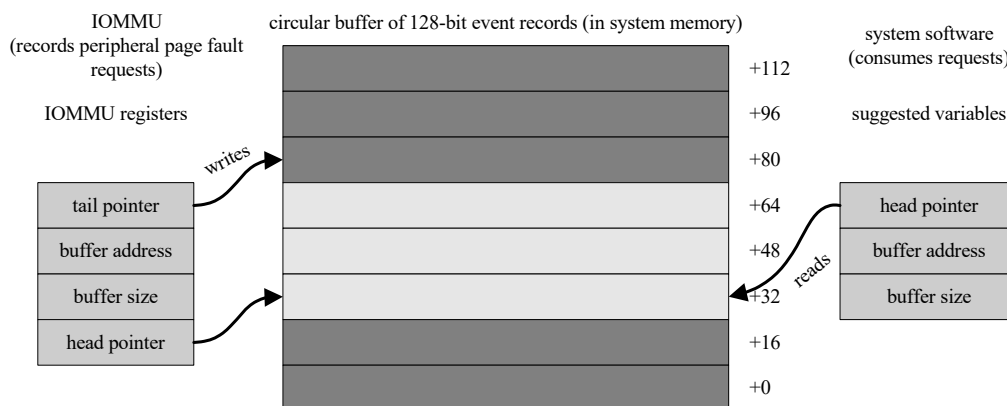 IOMMU
(records peripheral page fault
requests)
IOMMU registers
tail pointer
buffer address
buffer size
head pointer
writes
circular buffer of 128-bit event records (in system memory)
+112
+96
+80
+64
+48
+32
+16
+0
reads
system software
(consumes requests)
suggested variables
head pointer
buffer address
buffer size